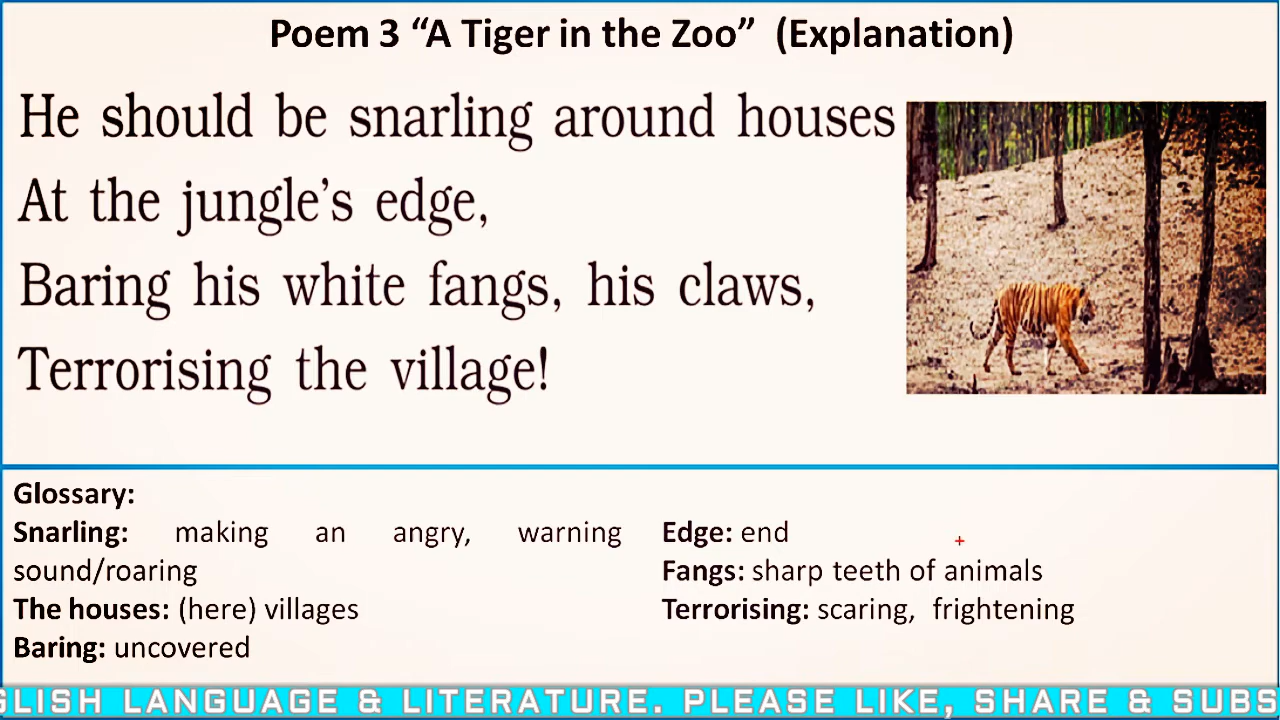 Poem 3 “A Tiger in the Zoo” (Explanation)
He should be snarling around houses
At the jungle’s edge,
Baring his white fangs, his claws,
Terrorising the village!
Glossary:
Snarling: making an angry, warning
sound/roaring
The houses: (here) villages
Baring: uncovered
Edge: end
Fangs: sharp teeth of animals
Terrorising: scaring, frightening
GLISH LANGUAGE & LITERATURE. PLEASE LIKE, SHARE & SUBS